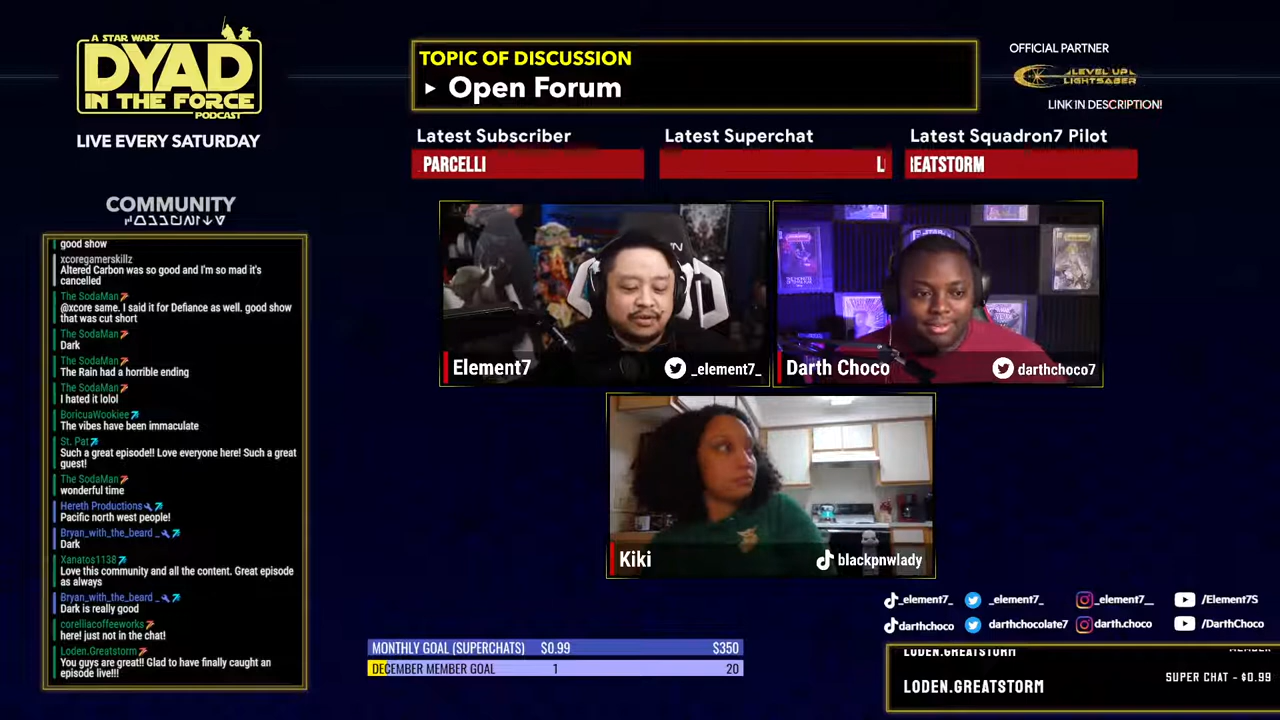 A STAR WARS
DYAD
IN THE FORCE
PODCAST
LIVE EVERY SATURDAY
TOPIC OF DISCUSSION
► Open Forum
OFFICIAL PARTNER
LEVEL UP
LIGHTSABER
LINK IN DESCRIPTION!
Latest Subscriber
Latest Superchat
Latest Squadron7 Pilot
PARCELLI
L
EATSTORM
COMMUNITY
good show
xcoregamerskillz
Altered Carbon was so good and I'm so mad it's
cancelled
The SodaMan
@xcore same. I said it for Defiance as well. good show
that was cut short
The SodaMan
Dark
The SodaMan
The Rain had a horrible ending
The SodaMan
I hated it lolol
BoricuaWookiee
The vibes have been immaculate
St. Pat
Such a great episode!! Love everyone here! Such a great
guest!
The SodaMan
wonderful time
Hereth Productions
Pacific north west people!
Bryan_with_the_beard_
Dark
Xanatos1138
Love this community and all the content. Great episode
as always
Bryan_with_the_beard_
Dark is really good
corelliacoffeeworks
here! just not in the chat!
Loden.Greatstorm
You guys are great!! Glad to have finally caught an
episode live!!!
Element7
_element7_
Darth Choco
darthchoco7
Kiki
blackpnwlady
MONTHLY GOAL (SUPERCHATS) $0.99 $350
DECEMBER MEMBER GOAL 1 20
_element7_ _element7_ _element7__ /Element7S
darthchoco darthchocolate7 darth.choco /DarthChoco
LODEN.GREATSTORM MEMBER
LODEN.GREATSTORM SUPER CHAT - $0.99